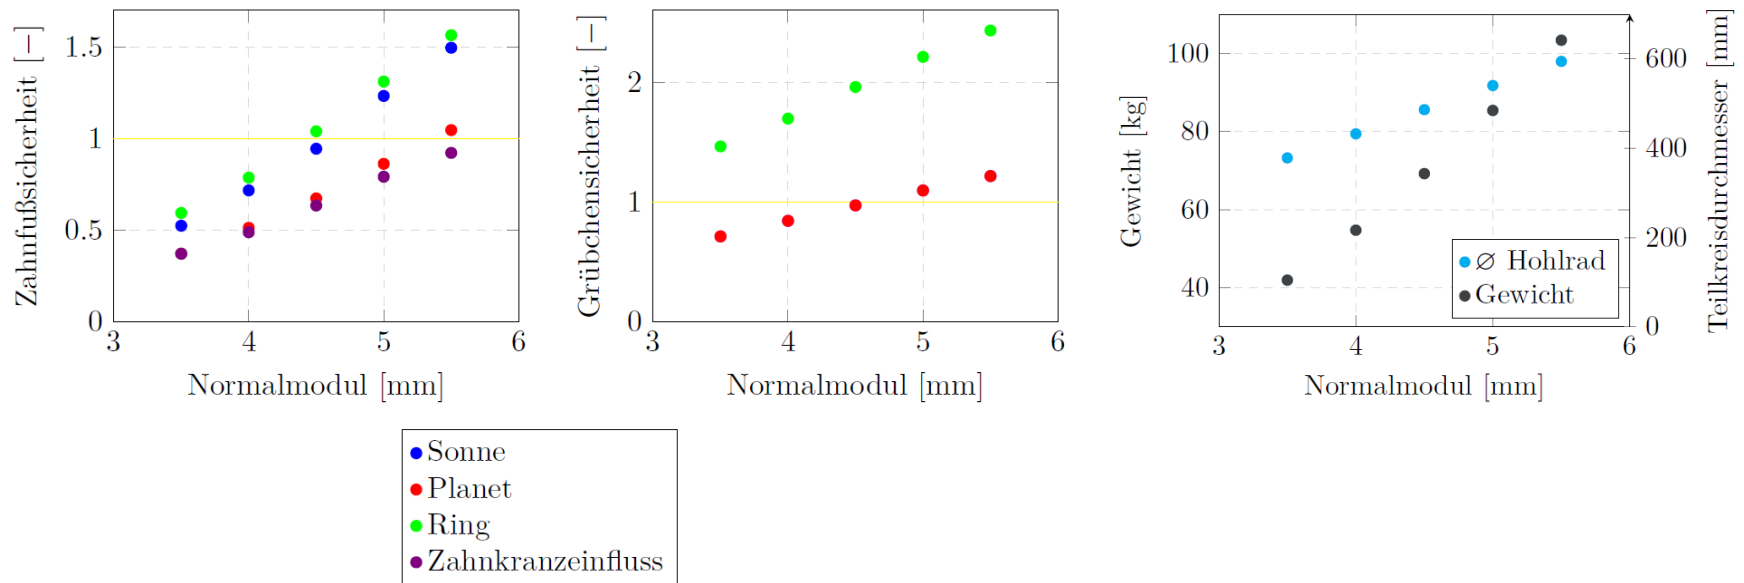 Zahnfußsicherheit [−]
1.5
1
0.5
0
3
4
5
6
Normalmodul [mm]
Grübchensicherheit [−]
2
1
0
3
4
5
6
Normalmodul [mm]
Gewicht [kg]
100
80
60
40
3
4
5
6
Normalmodul [mm]
Teilkreisdurchmesser [mm]
600
400
200
0
∅ Hohlrad
Gewicht
Sonne
Planet
Ring
Zahnkranzeinfluss